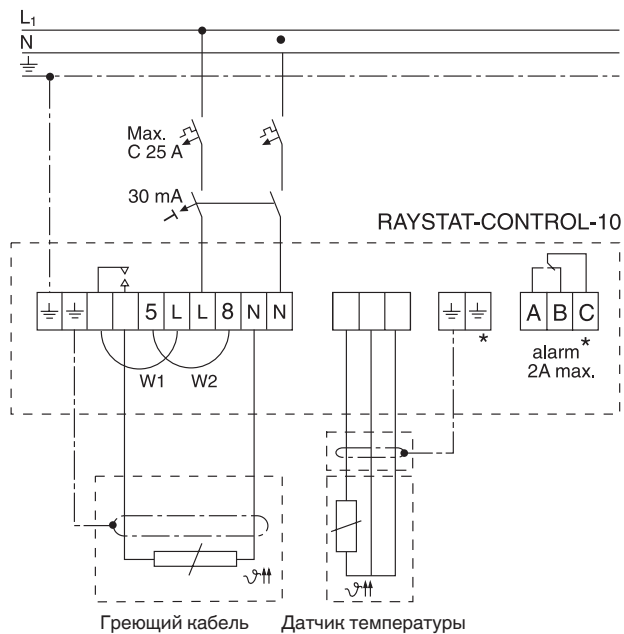 L1
N
Max.
C 25 A
30 mA
RAYSTAT-CONTROL-10
5 L L 8 N N
A B C
*
*
alarm
2A max.
W1 W2
ϑ
ϑ
Греющий кабель Датчик температуры